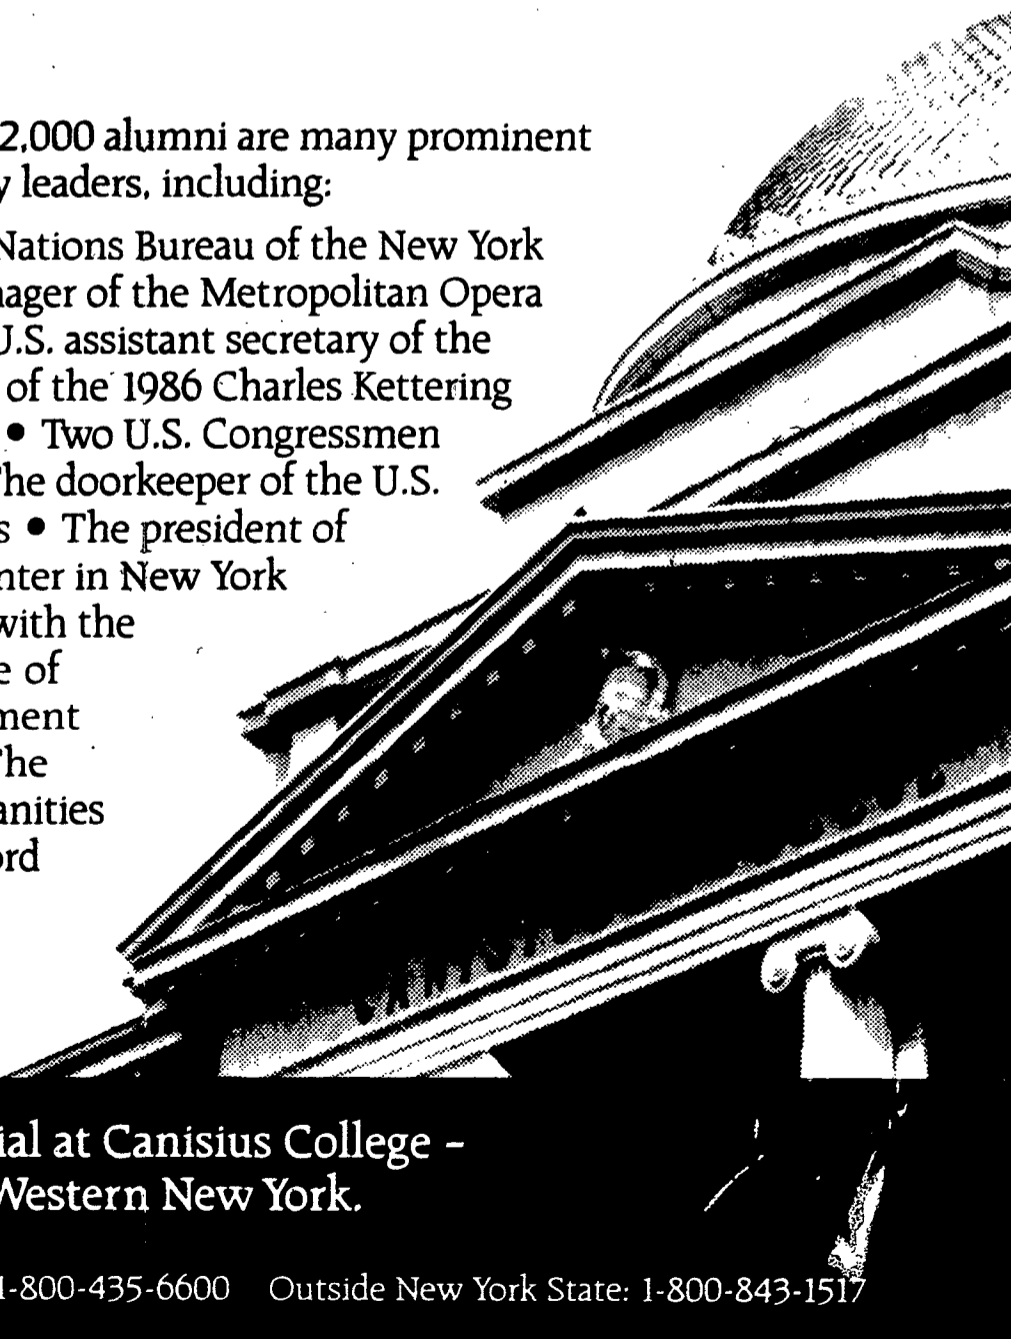 2,000 alumni are many prominent
y leaders, including:
Nations Bureau of the New York
ager of the Metropolitan Opera
U.S. assistant secretary of the
of the 1986 Charles Kettering
• Two U.S. Congressmen
The doorkeeper of the U.S.
s • The president of
nter in New York
with the
e of
ment
The
anities
ord
ial at Canisius College –
Western New York.
1-800-435-6600 Outside New York State: 1-800-843-1517